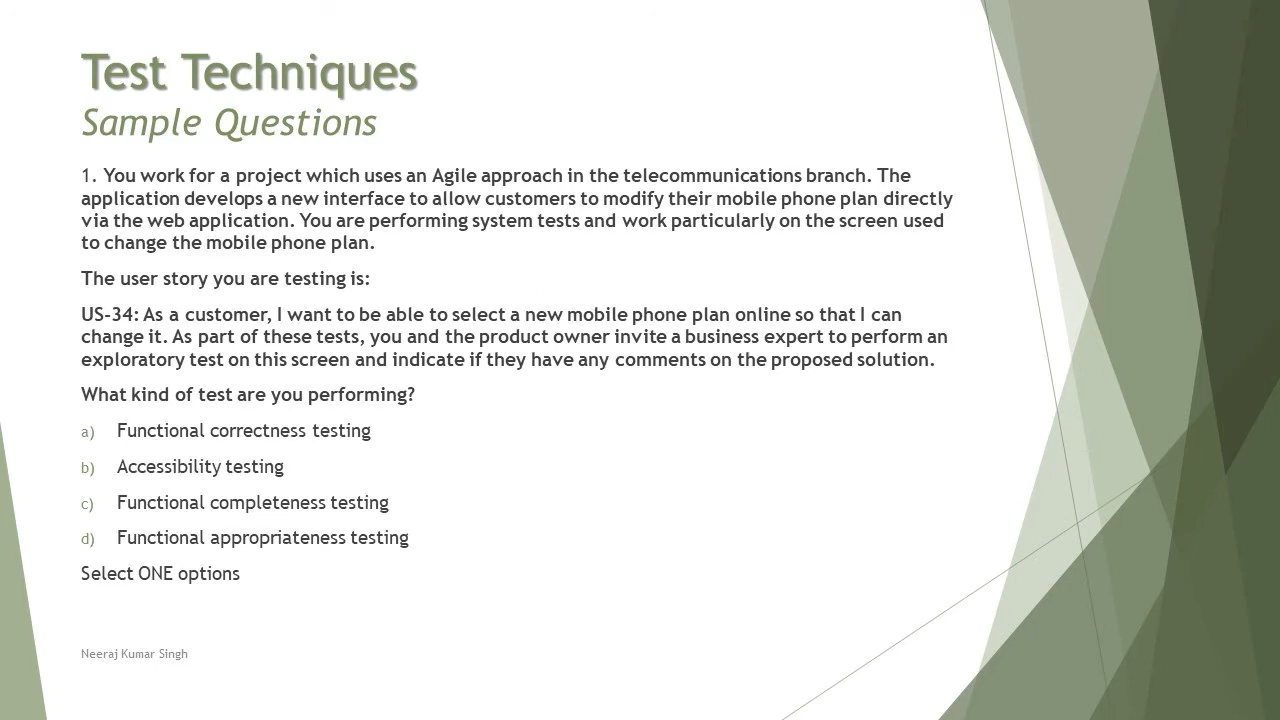 Test Techniques
Sample Questions
1. You work for a project which uses an Agile approach in the telecommunications branch. The
application develops a new interface to allow customers to modify their mobile phone plan directly
via the web application. You are performing system tests and work particularly on the screen used
to change the mobile phone plan.
The user story you are testing is:
US-34: As a customer, I want to be able to select a new mobile phone plan online so that I can
change it. As part of these tests, you and the product owner invite a business expert to perform an
exploratory test on this screen and indicate if they have any comments on the proposed solution.
What kind of test are you performing?
a) Functional correctness testing
b) Accessibility testing
c) Functional completeness testing
d) Functional appropriateness testing
Select ONE options
Neeraj Kumar Singh